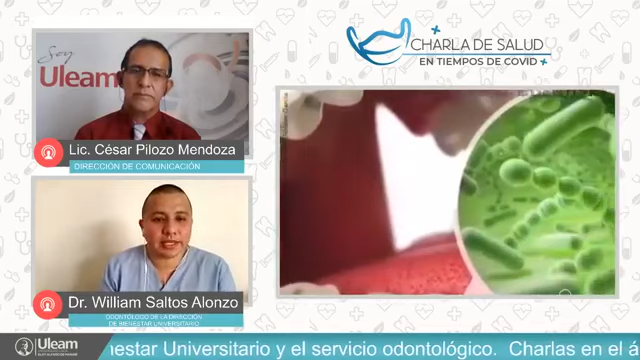 Soy
Uleam
Lic. César Pilozo Mendoza
DIRECCIÓN DE COMUNICACIÓN
CHARLA DE SALUD
EN TIEMPOS DE COVID
Dr. William Saltos Alonzo
ODONTÓLOGO DE LA DIRECCIÓN
DE BIENESTAR UNIVERSITARIO
Uleam nestar Universitario y el servicio odontológico. Charlas en el á